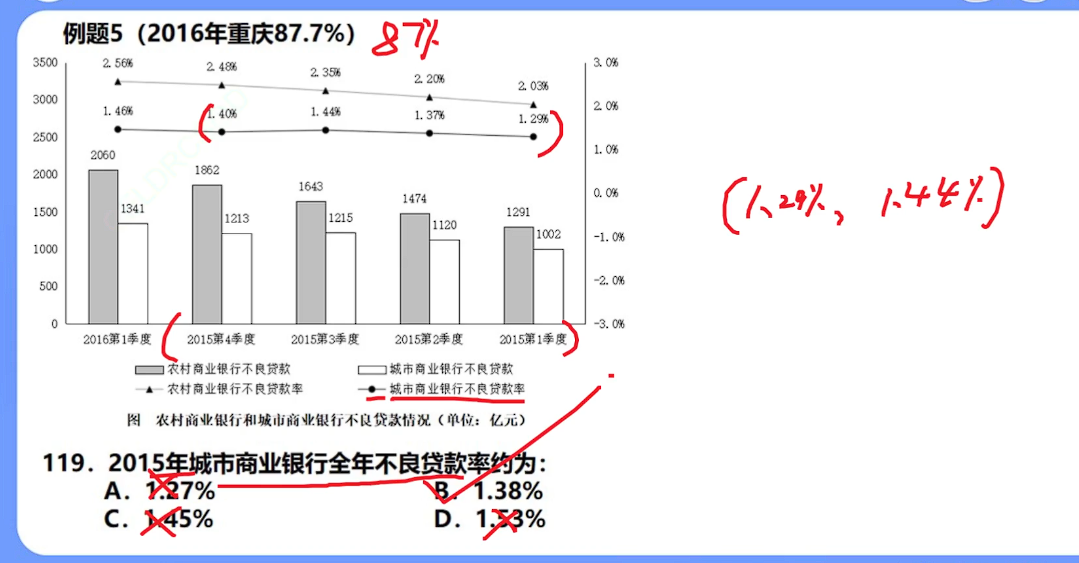 例题5（2016年重庆87.7%） 87%
3500 3000 2500 2000 1500 1000 500 0
3.0% 2.0% 1.0% 0.0% -1.0% -2.0% -3.0%
2.56% 2.48% 2.35% 2.20% 2.03%
1.46% 1.40% 1.44% 1.37% 1.29%
2060 1862 1643 1474 1291
1341 1213 1215 1120 1002
(1.29%, 1.44%)
2016第1季度 2015第4季度 2015第3季度 2015第2季度 2015第1季度
农村商业银行不良贷款 城市商业银行不良贷款
农村商业银行不良贷款率 城市商业银行不良贷款率
图 农村商业银行和城市商业银行不良贷款情况（单位：亿元）
119. 2015年城市商业银行全年不良贷款率约为：
A. 1.27% B. 1.38%
C. 1.45% D. 1.53%